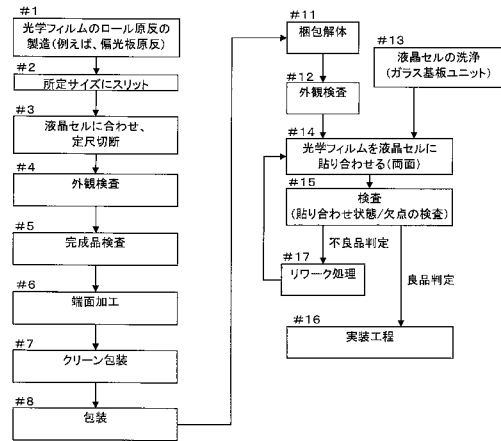 #1
光学フィルムのロール原反の
製造(例えば、偏光板原反)
#2
所定サイズにスリット
#3
液晶セルに合わせ、
定尺切断
#4
外観検査
#5
完成品検査
#6
端面加工
#7
クリーン包装
#8
包装
#11
梱包解体
#12
外観検査
#13
液晶セルの洗浄
(ガラス基板ユニット)
#14
光学フィルムを液晶セルに
貼り合わせる(両面)
#15
検査
(貼り合わせ状態/欠点の検査)
不良品判定
#17
リワーク処理
良品判定
#16
実装工程